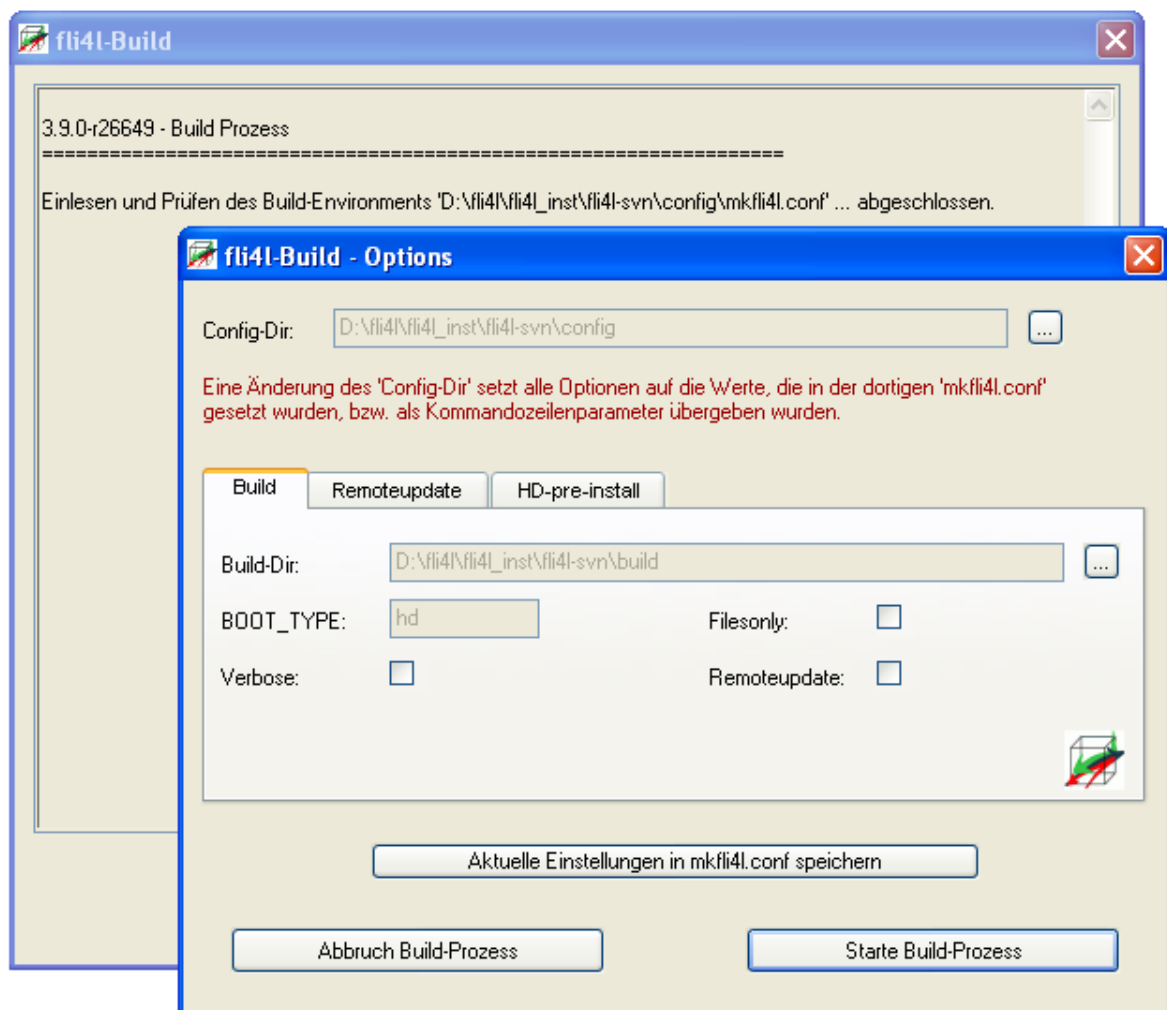 fli4l-Build
3.9.0-r26649 - Build Prozess
==================================================================
Einlesen und Prüfen des Build-Environments 'D:\fli4l\fli4l_inst\fli4l-svn\config\mkfli4l.conf' ... abgeschlossen.
fli4l-Build - Options
Config-Dir: D:\fli4l\fli4l_inst\fli4l-svn\config ...
Eine Änderung des 'Config-Dir' setzt alle Optionen auf die Werte, die in der dortigen 'mkfli4l.conf'
gesetzt wurden, bzw. als Kommandozeilenparameter übergeben wurden.
Build Remoteupdate HD-pre-install
Build-Dir: D:\fli4l\fli4l_inst\fli4l-svn\build ...
BOOT_TYPE: hd Filesonly:
Verbose: Remoteupdate:
Aktuelle Einstellungen in mkfli4l.conf speichern
Abbruch Build-Prozess Starte Build-Prozess